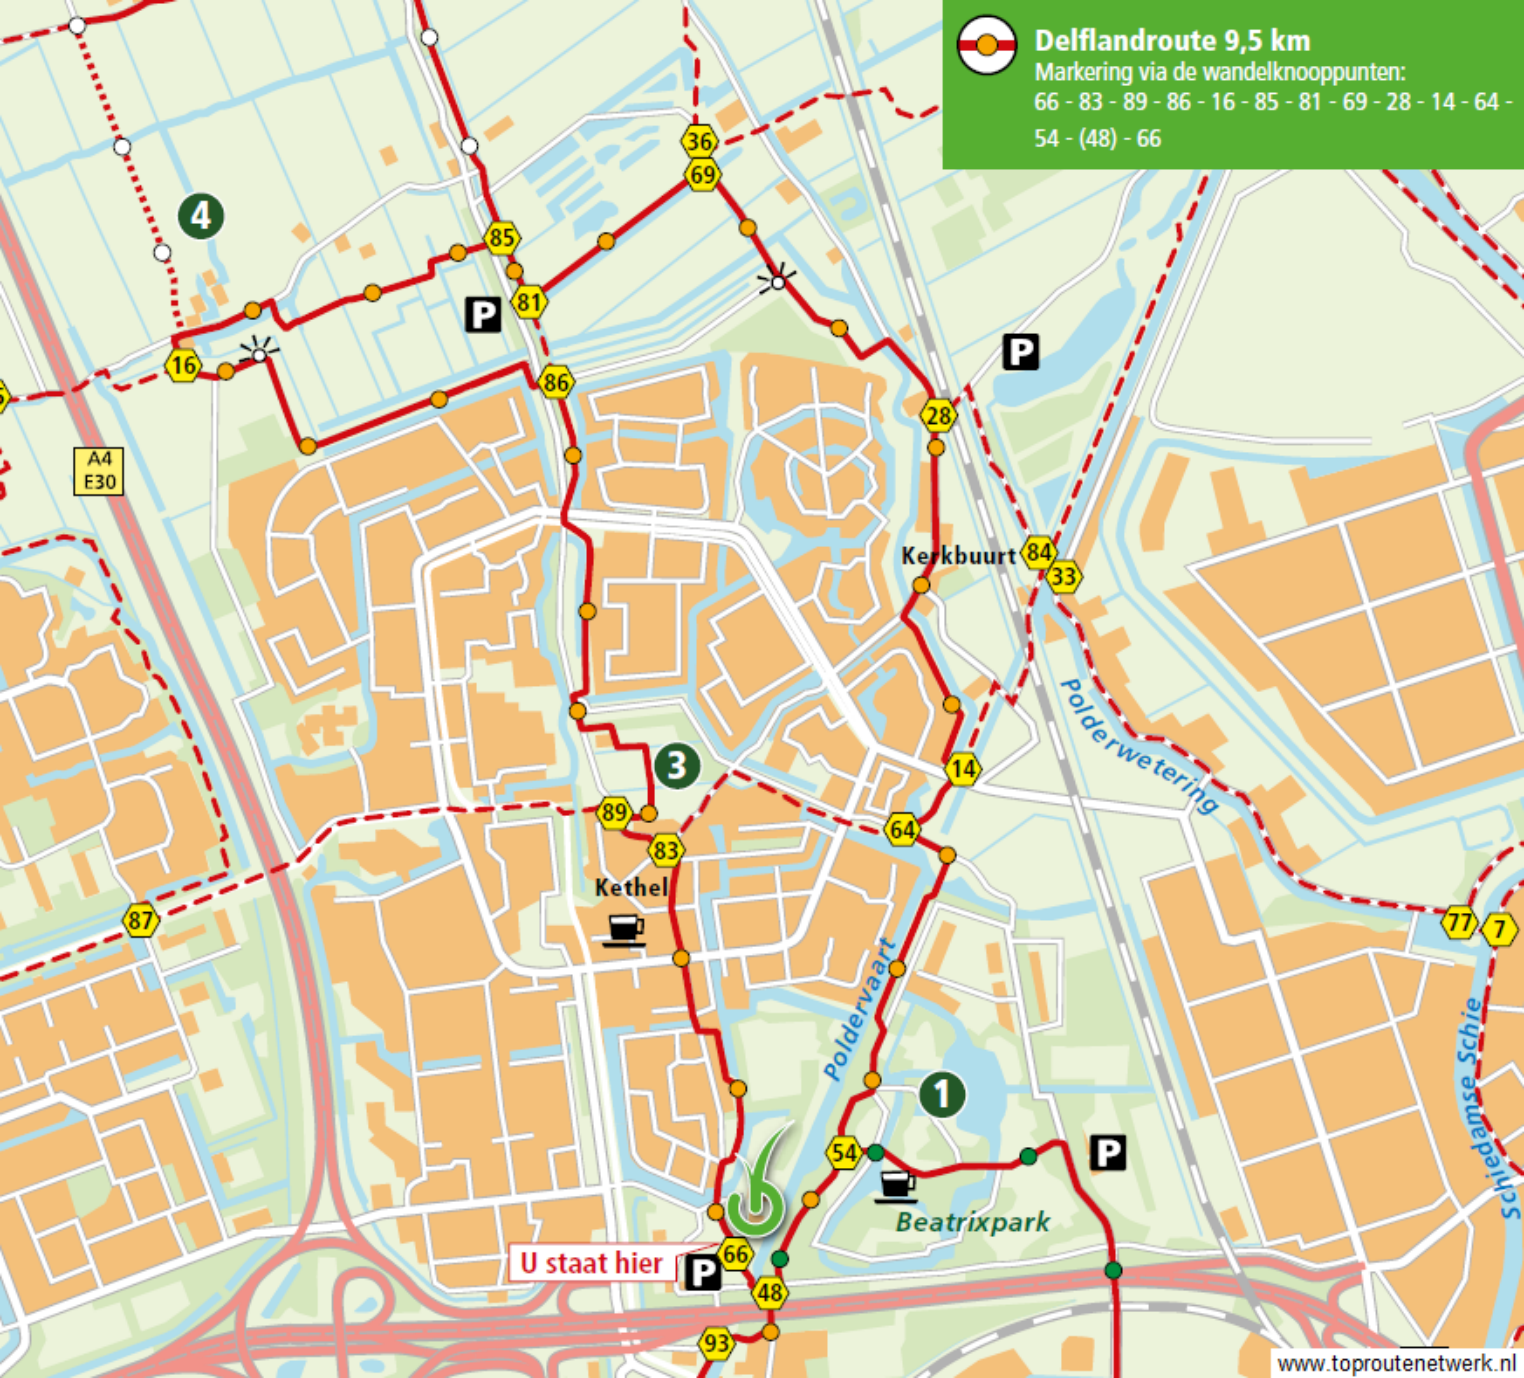 Delflandroute 9,5 km
Markering via de wandelknooppunten:
66 - 83 - 89 - 86 - 16 - 85 - 81 - 69 - 28 - 14 - 64 -
54 - (48) - 66
36
69
4
85
81
P
16
86
P
28
A4
E30
Kerkbuurt
84
33
Polderwetering
3
14
89
64
83
Kethel
87
77
7
Poldervaart
Schiedamse Schie
1
54
P
Beatrixpark
U staat hier
66
P
48
93
www.toproutenetwerk.nl